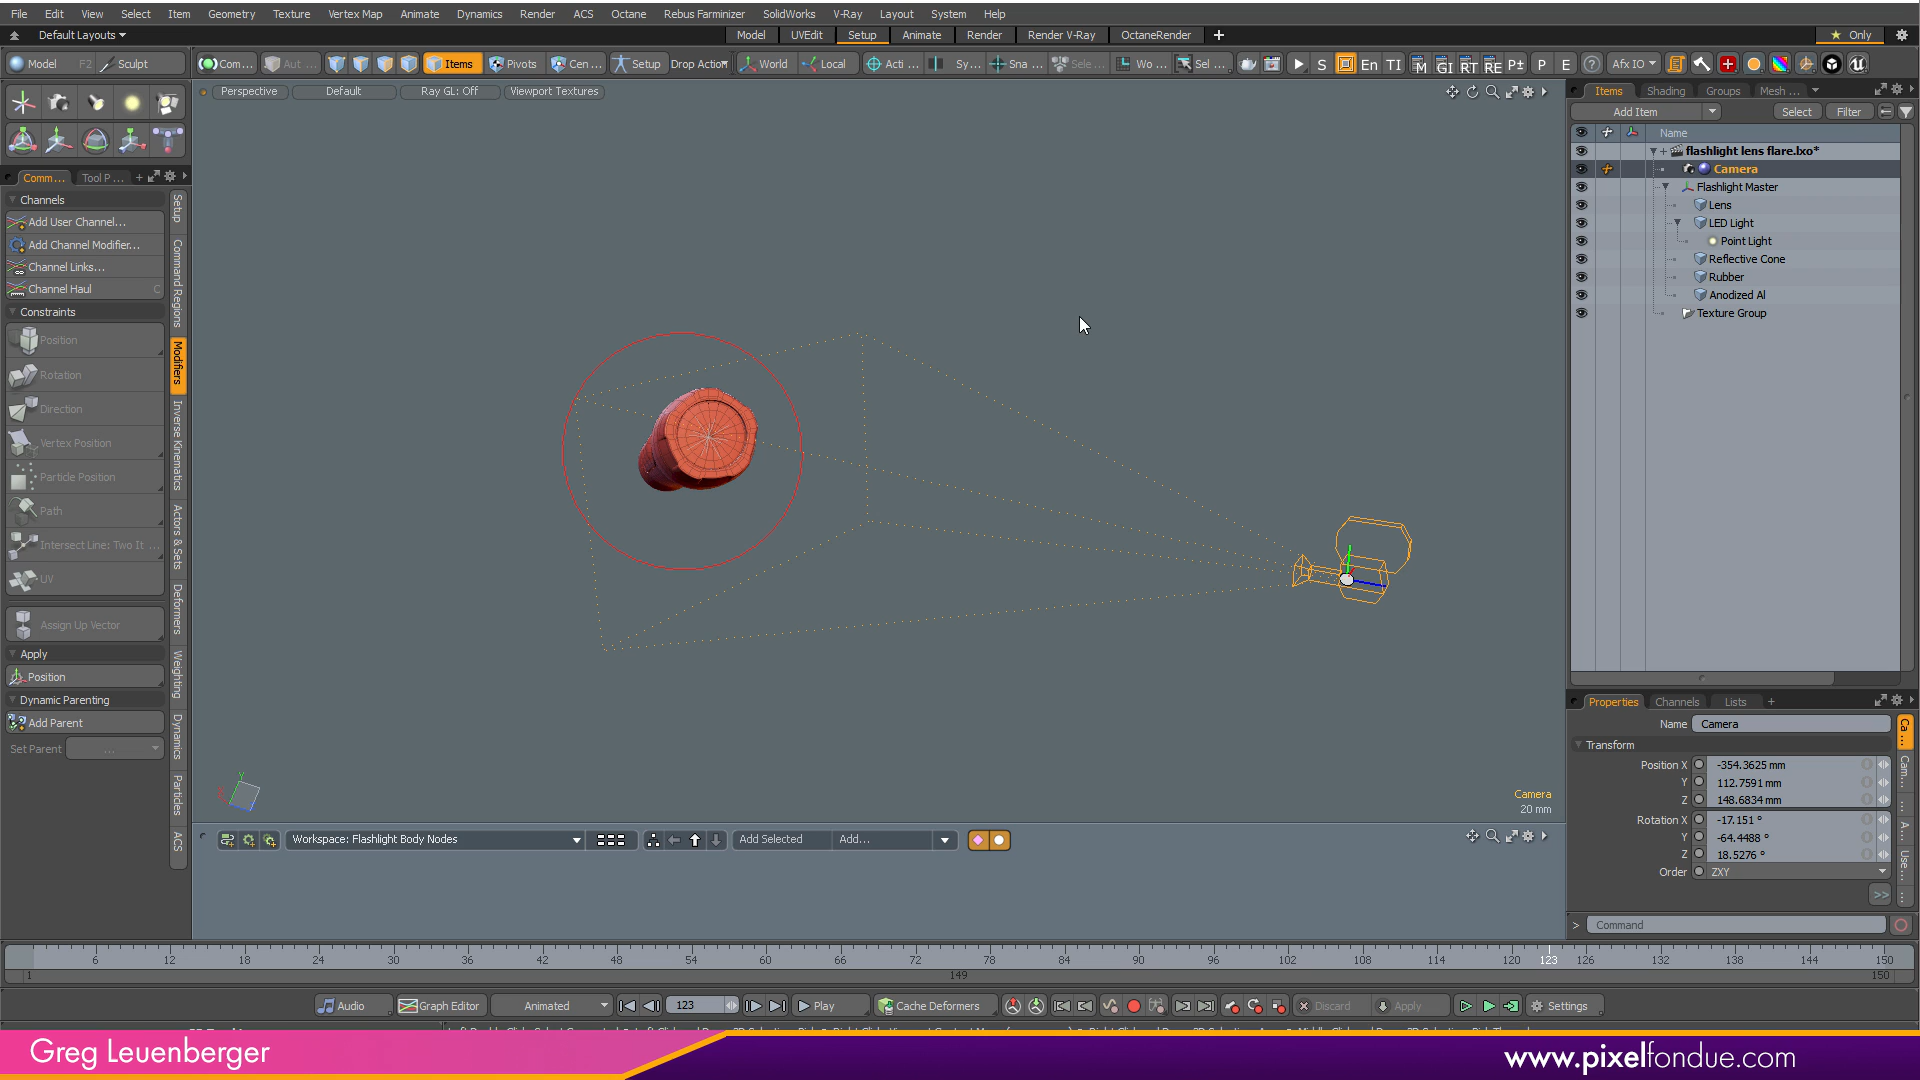 File Edit View Select Item Geometry Texture Vertex Map Animate Dynamics Render ACS Octane Rebus Farminizer SolidWorks V-Ray Layout System Help
Default Layouts Model UVEdit Setup Animate Render Render V-Ray OctaneRender + Only
Model F2 Sculpt Com... Aut ... Items Pivots Cen ... Setup Drop Action World Local Acti ... Sy... Sna ... Sele ... Wo ... Sel ... S En TI M GI RT RE P± P E Afx IO
Perspective Default Ray GL: Off Viewport Textures
Items Shading Groups Mesh ...
Add Item Select Filter
Name
flashlight lens flare.lxo*
Camera
Flashlight Master
Lens
LED Light
Point Light
Reflective Cone
Rubber
Anodized Al
Texture Group
Comm... Tool P ... +
Channels
Add User Channel...
Add Channel Modifier...
Channel Links...
Channel Haul C
Constraints
Position
Rotation
Direction
Vertex Position
Particle Position
Path
Intersect Line: Two It ...
UV
Assign Up Vector
Apply
Position
Dynamic Parenting
Add Parent
Set Parent ...
Setup
Command Regions
Modifiers
Inverse Kinematics
Actors & Sets
Deformers
Weighting
Dynamics
Particles
ACS
Y
Camera
20 mm
Properties Channels Lists +
Name Camera
Transform
Position X -354.3625 mm
Y 112.7591 mm
Z 148.6834 mm
Rotation X -17.151 °
Y -64.4488 °
Z 18.5276 °
Order ZXY
>>
Ca ...
Cam...
A...
Use...
> Command
Workspace: Flashlight Body Nodes Add Selected Add...
6 12 18 24 30 36 42 48 54 60 66 72 78 84 90 96 102 108 114 120 123 126 132 138 144 150
1 149 150
Audio Graph Editor Animated 123 Play Cache Deformers Discard Apply Settings
Greg Leuenberger
www.pixelfondue.com